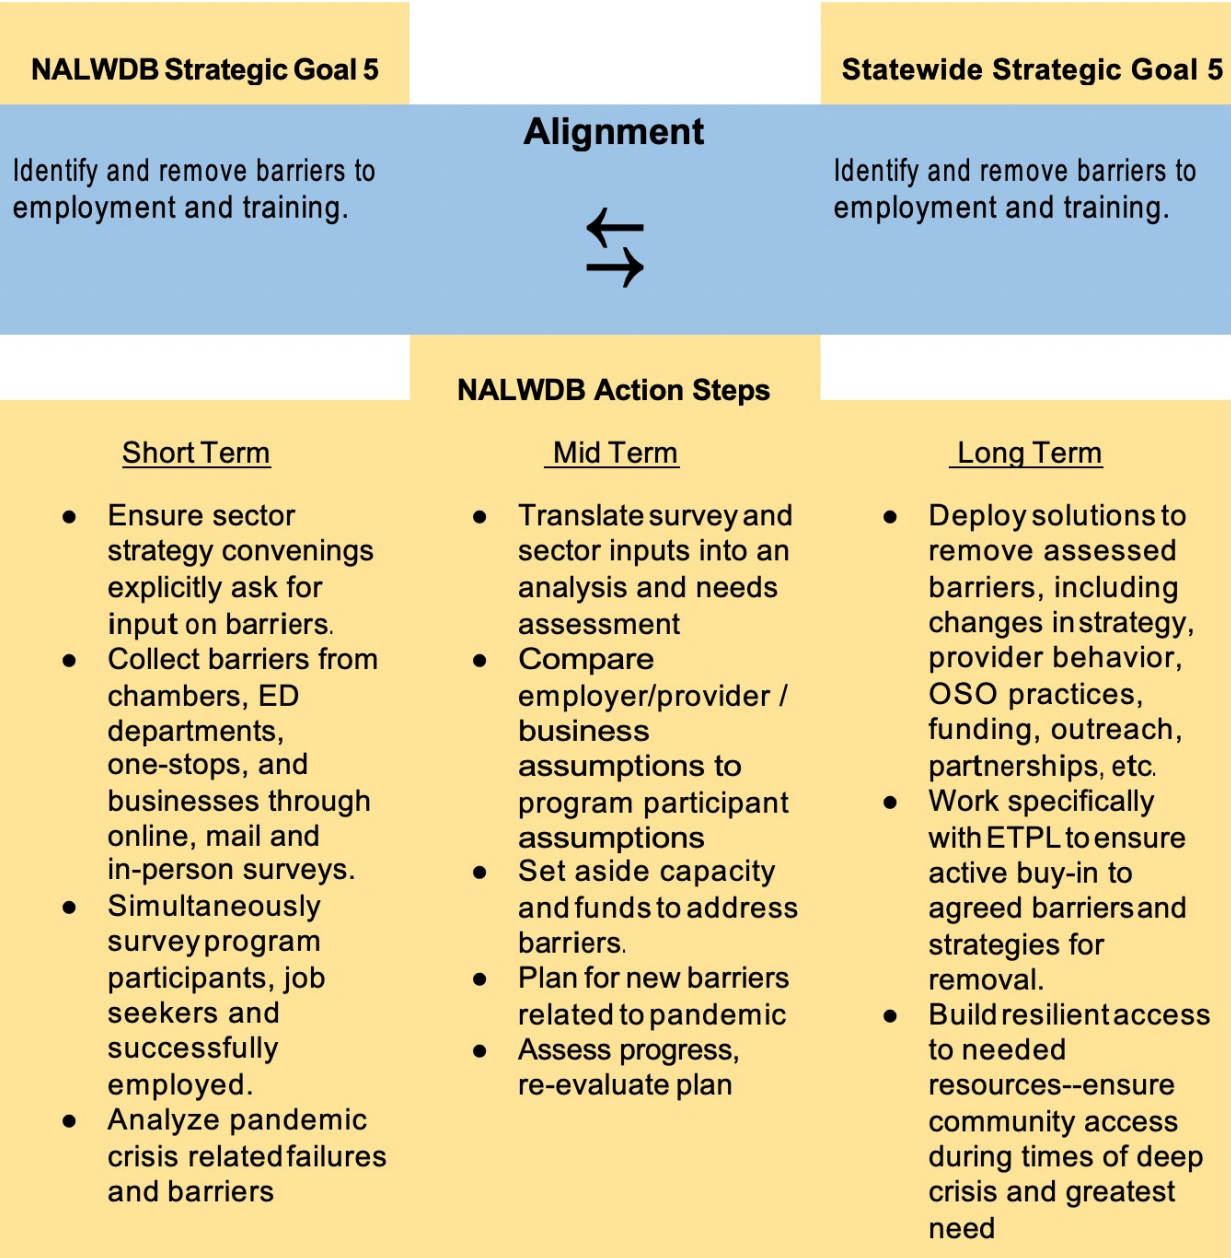 NALWDB Strategic Goal 5
Statewide Strategic Goal 5
Alignment
Identify and remove barriers to
employment and training.
←
→
Identify and remove barriers to
employment and training.
NALWDB Action Steps
Short Term
● Ensure sector
strategy convenings
explicitly ask for
input on barriers.
● Collect barriers from
chambers, ED
departments,
one-stops, and
businesses through
online, mail and
in-person surveys.
● Simultaneously
survey program
participants, job
seekers and
successfully
employed.
● Analyze pandemic
crisis related failures
and barriers
Mid Term
● Translate survey and
sector inputs into an
analysis and needs
assessment
● Compare
employer/provider /
business
assumptions to
program participant
assumptions
● Set aside capacity
and funds to address
barriers.
● Plan for new barriers
related to pandemic
● Assess progress,
re-evaluate plan
Long Term
● Deploy solutions to
remove assessed
barriers, including
changes in strategy,
provider behavior,
OSO practices,
funding, outreach,
partnerships, etc.
● Work specifically
with ETPL to ensure
active buy-in to
agreed barriers and
strategies for
removal.
● Build resilient access
to needed
resources--ensure
community access
during times of deep
crisis and greatest
need